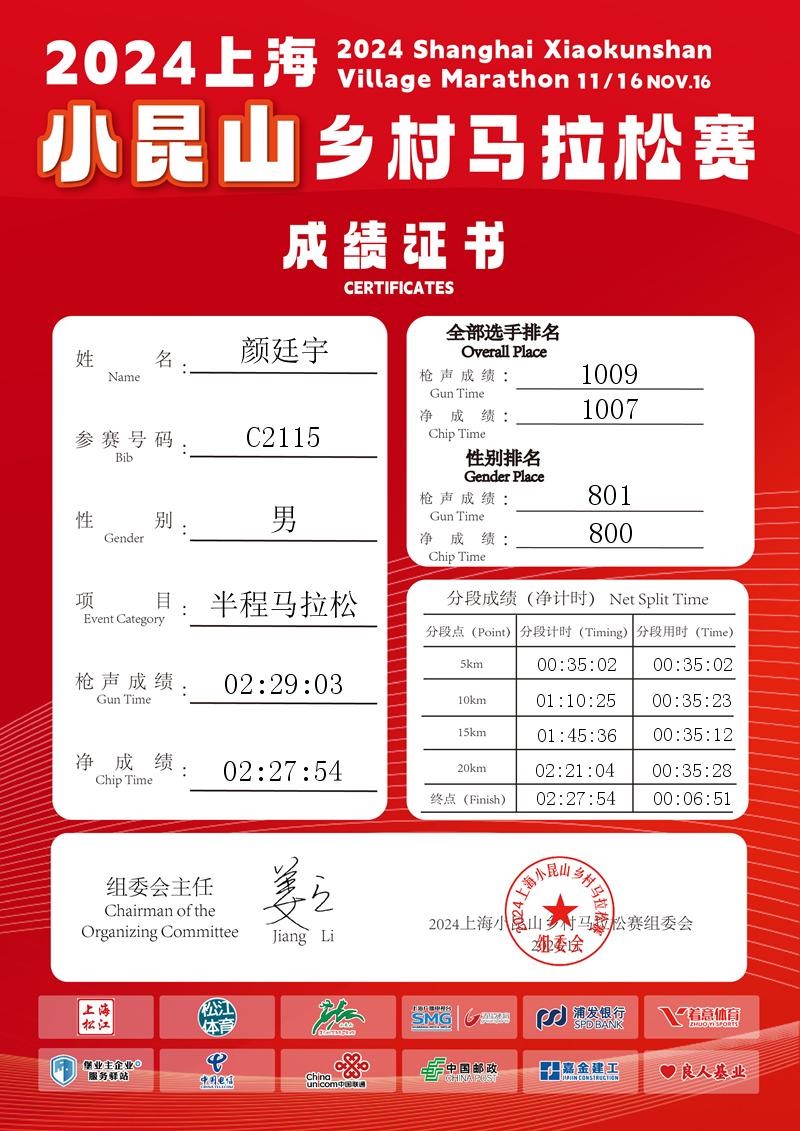 2024上海
2024 Shanghai Xiaokunshan
Village Marathon 11/16 NOV.16
小昆山乡村马拉松赛
成绩证书
CERTIFICATES
姓名: 颜廷宇
Name
参赛号码: C2115
Bib
性别: 男
Gender
项目: 半程马拉松
Event Category
枪声成绩: 02:29:03
Gun Time
净成绩: 02:27:54
Chip Time
全部选手排名
Overall Place
枪声成绩: 1009
Gun Time
净成绩: 1007
Chip Time
性别排名
Gender Place
枪声成绩: 801
Gun Time
净成绩: 800
Chip Time
分段成绩（净计时） Net Split Time
分段点（Point） 分段计时（Timing） 分段用时（Time）
5km 00:35:02 00:35:02
10km 01:10:25 00:35:23
15km 01:45:36 00:35:12
20km 02:21:04 00:35:28
终点（Finish） 02:27:54 00:06:51
组委会主任
Chairman of the
Organizing Committee
姜立
Jiang Li
2024上海小昆山乡村马拉松赛
组委会
2024上海小昆山乡村马拉松赛组委会
上海
松江
松江
体育
SMG
浦发银行
SPD BANK
着意体育
ZHUO YI SPORTS
堡业主企业
服务驿站
中国电信
CHINA TELECOM
China
unicom中国联通
中国邮政
CHINA POST
嘉金建工
JIAJIN CONSTRUCTION
良人基业